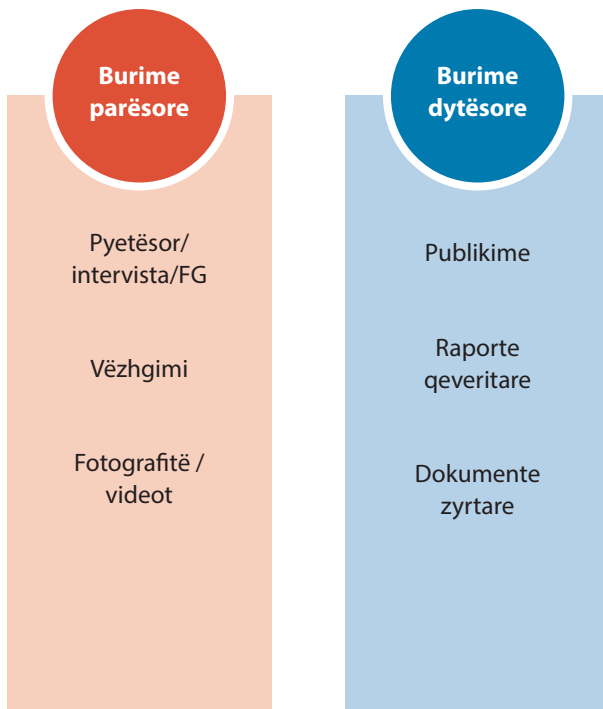 Burime
parësore
Pyetësor/
intervista/FG
Vëzhgimi
Fotografitë /
videot
Burime
dytësore
Publikime
Raporte
qeveritare
Dokumente
zyrtare